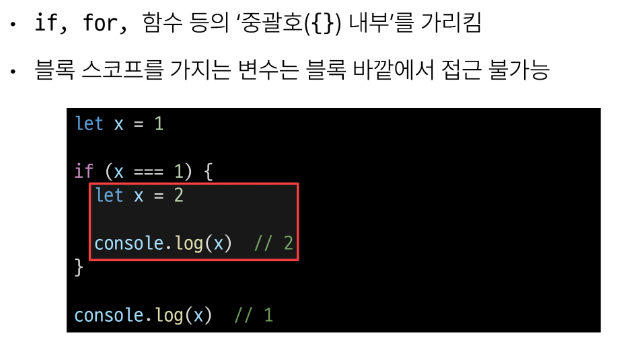 • if, for, 함수 등의 ‘중괄호({}) 내부’를 가리킴
• 블록 스코프를 가지는 변수는 블록 바깥에서 접근 불가능
let x = 1
if (x === 1) {
let x = 2
console.log(x) // 2
}
console.log(x) // 1